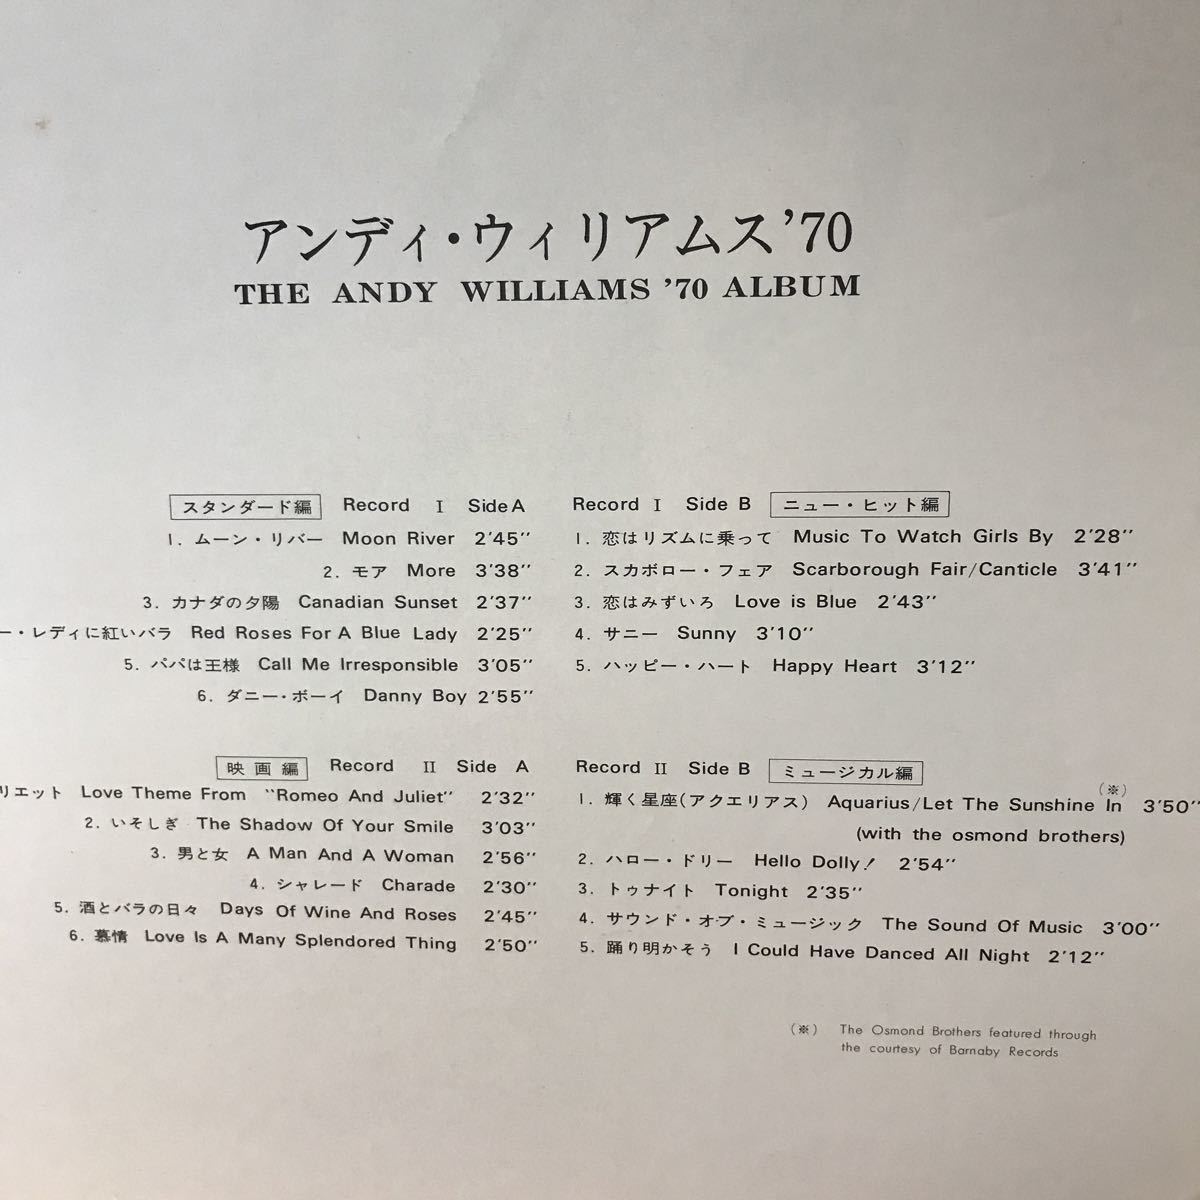 アンディ・ウィリアムス’70
THE ANDY WILLIAMS ’70 ALBUM
スタンダード編 Record I Side A
1. ムーン・リバー Moon River 2'45''
2. モア More 3'38''
3. カナダの夕陽 Canadian Sunset 2'37''
ー・レディに紅いバラ Red Roses For A Blue Lady 2'25''
5. パパは王様 Call Me Irresponsible 3'05''
6. ダニー・ボーイ Danny Boy 2'55''
Record I Side B ニュー・ヒット編
1. 恋はリズムに乗って Music To Watch Girls By 2'28''
2. スカボロー・フェア Scarborough Fair/Canticle 3'41''
3. 恋はみずいろ Love is Blue 2'43''
4. サニー Sunny 3'10''
5. ハッピー・ハート Happy Heart 3'12''
映画編 Record II Side A
リエット Love Theme From "Romeo And Juliet" 2'32''
2. いそしぎ The Shadow Of Your Smile 3'03''
3. 男と女 A Man And A Woman 2'56''
4. シャレード Charade 2'30''
5. 酒とバラの日々 Days Of Wine And Roses 2'45''
6. 慕情 Love Is A Many Splendored Thing 2'50''
Record II Side B ミュージカル編
(※)
1. 輝く星座(アクエリアス) Aquarius/Let The Sunshine In 3'50''
(with the osmond brothers)
2. ハロー・ドリー Hello Dolly! 2'54''
3. トゥナイト Tonight 2'35''
4. サウンド・オブ・ミュージック The Sound Of Music 3'00''
5. 踊り明かそう I Could Have Danced All Night 2'12''
(※) The Osmond Brothers featured through
the courtesy of Barnaby Records